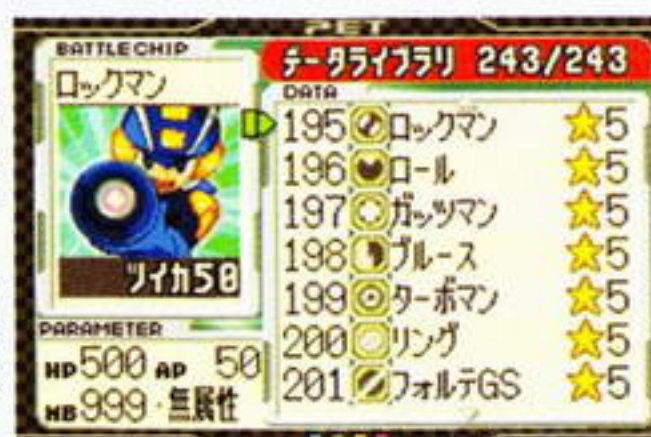 PET
BATTLECHIP
ロックマン
ツイカ50
PARAMETER
HP500 AP 50
MB999・無属性
データライブラリ 243/243
DATA
195 ロックマン ★5
196 ロール ★5
197 ガッツマン ★5
198 ブルース ★5
199 ターボマン ★5
200 リング ★5
201 フォルテGS ★5